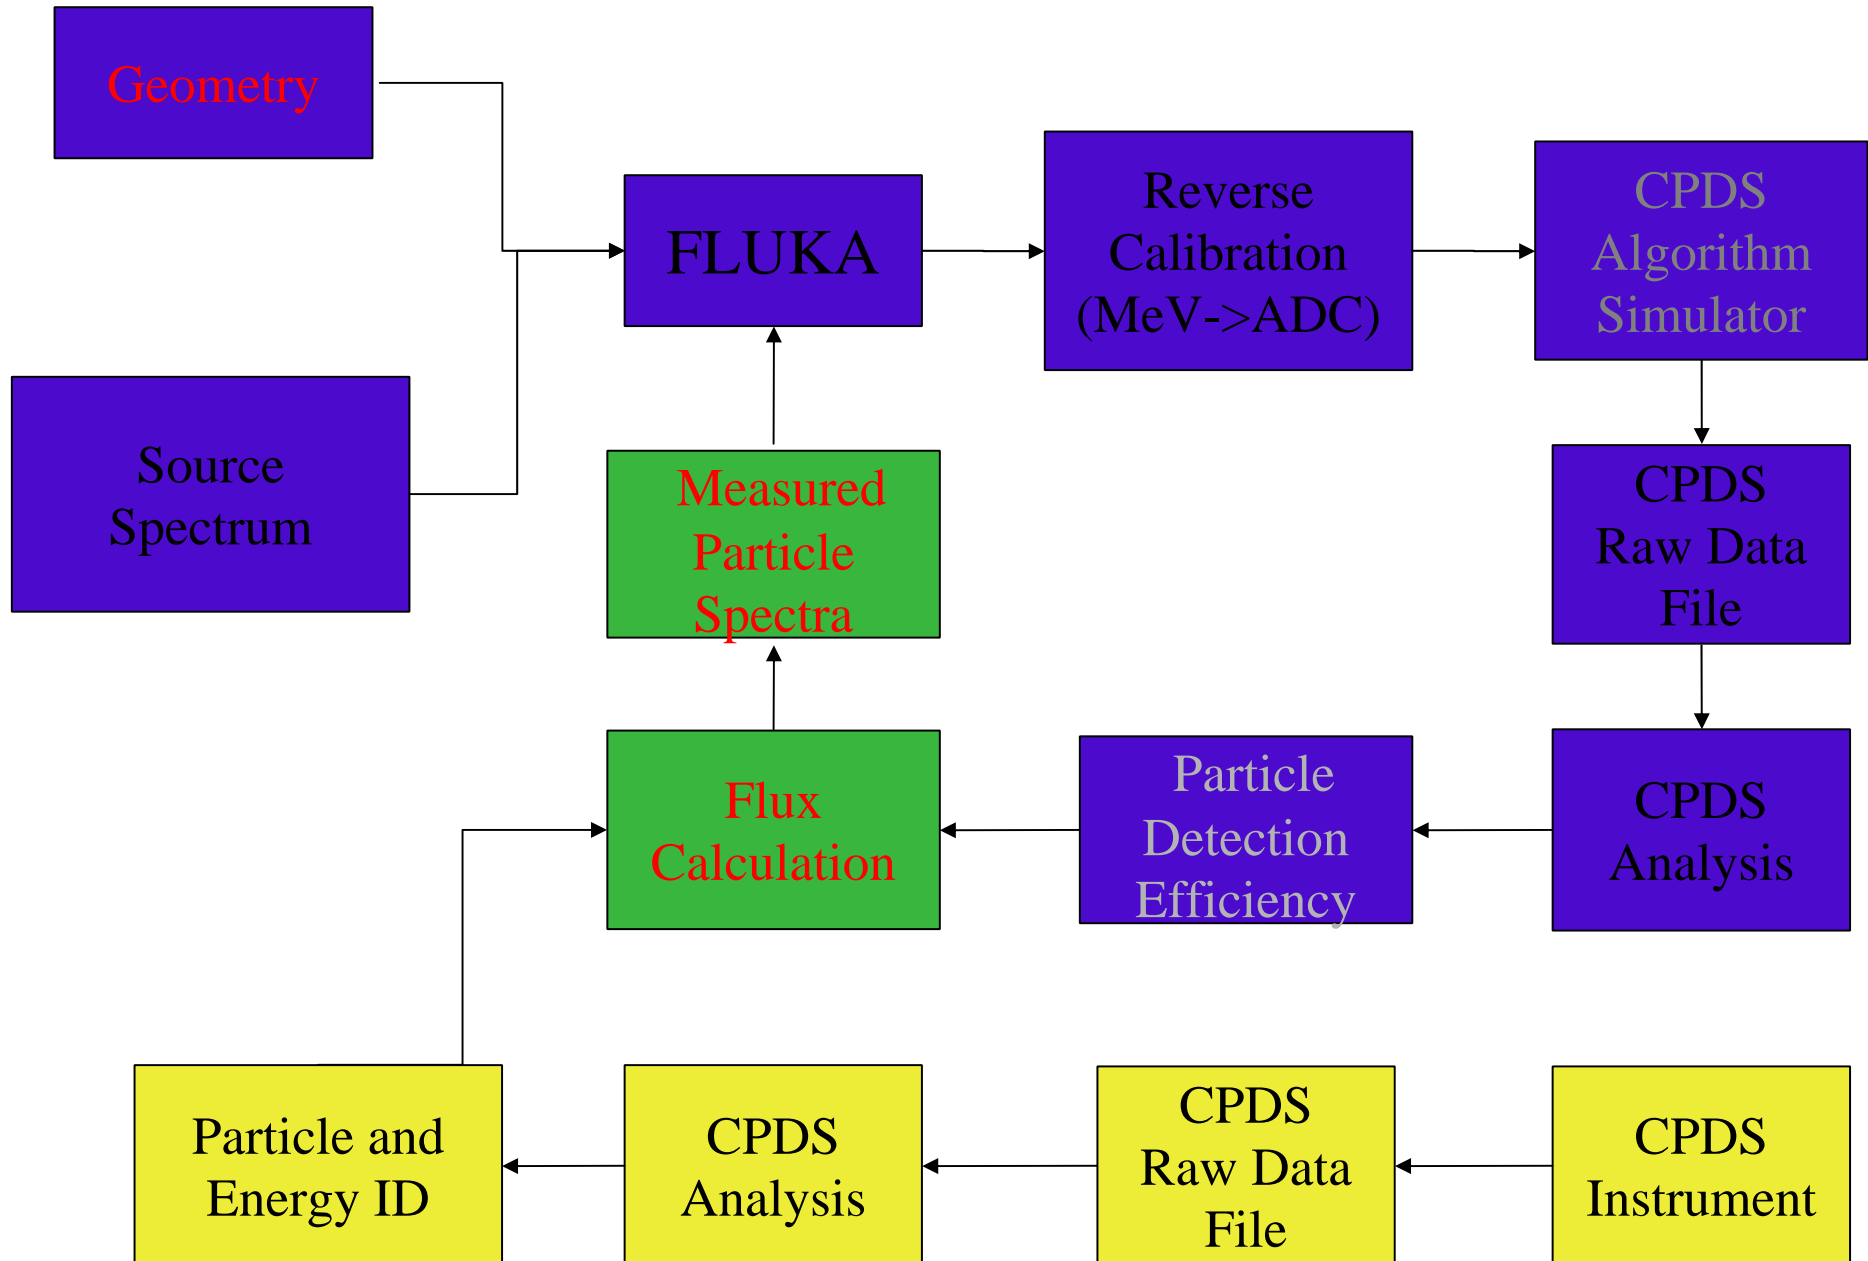 Geometry
FLUKA
Reverse
Calibration
(MeV->ADC)
CPDS
Algorithm
Simulator
Source
Spectrum
Measured
Particle
Spectra
CPDS
Raw Data
File
Flux
Calculation
Particle
Detection
Efficiency
CPDS
Analysis
Particle and
Energy ID
CPDS
Analysis
CPDS
Raw Data
File
CPDS
Instrument